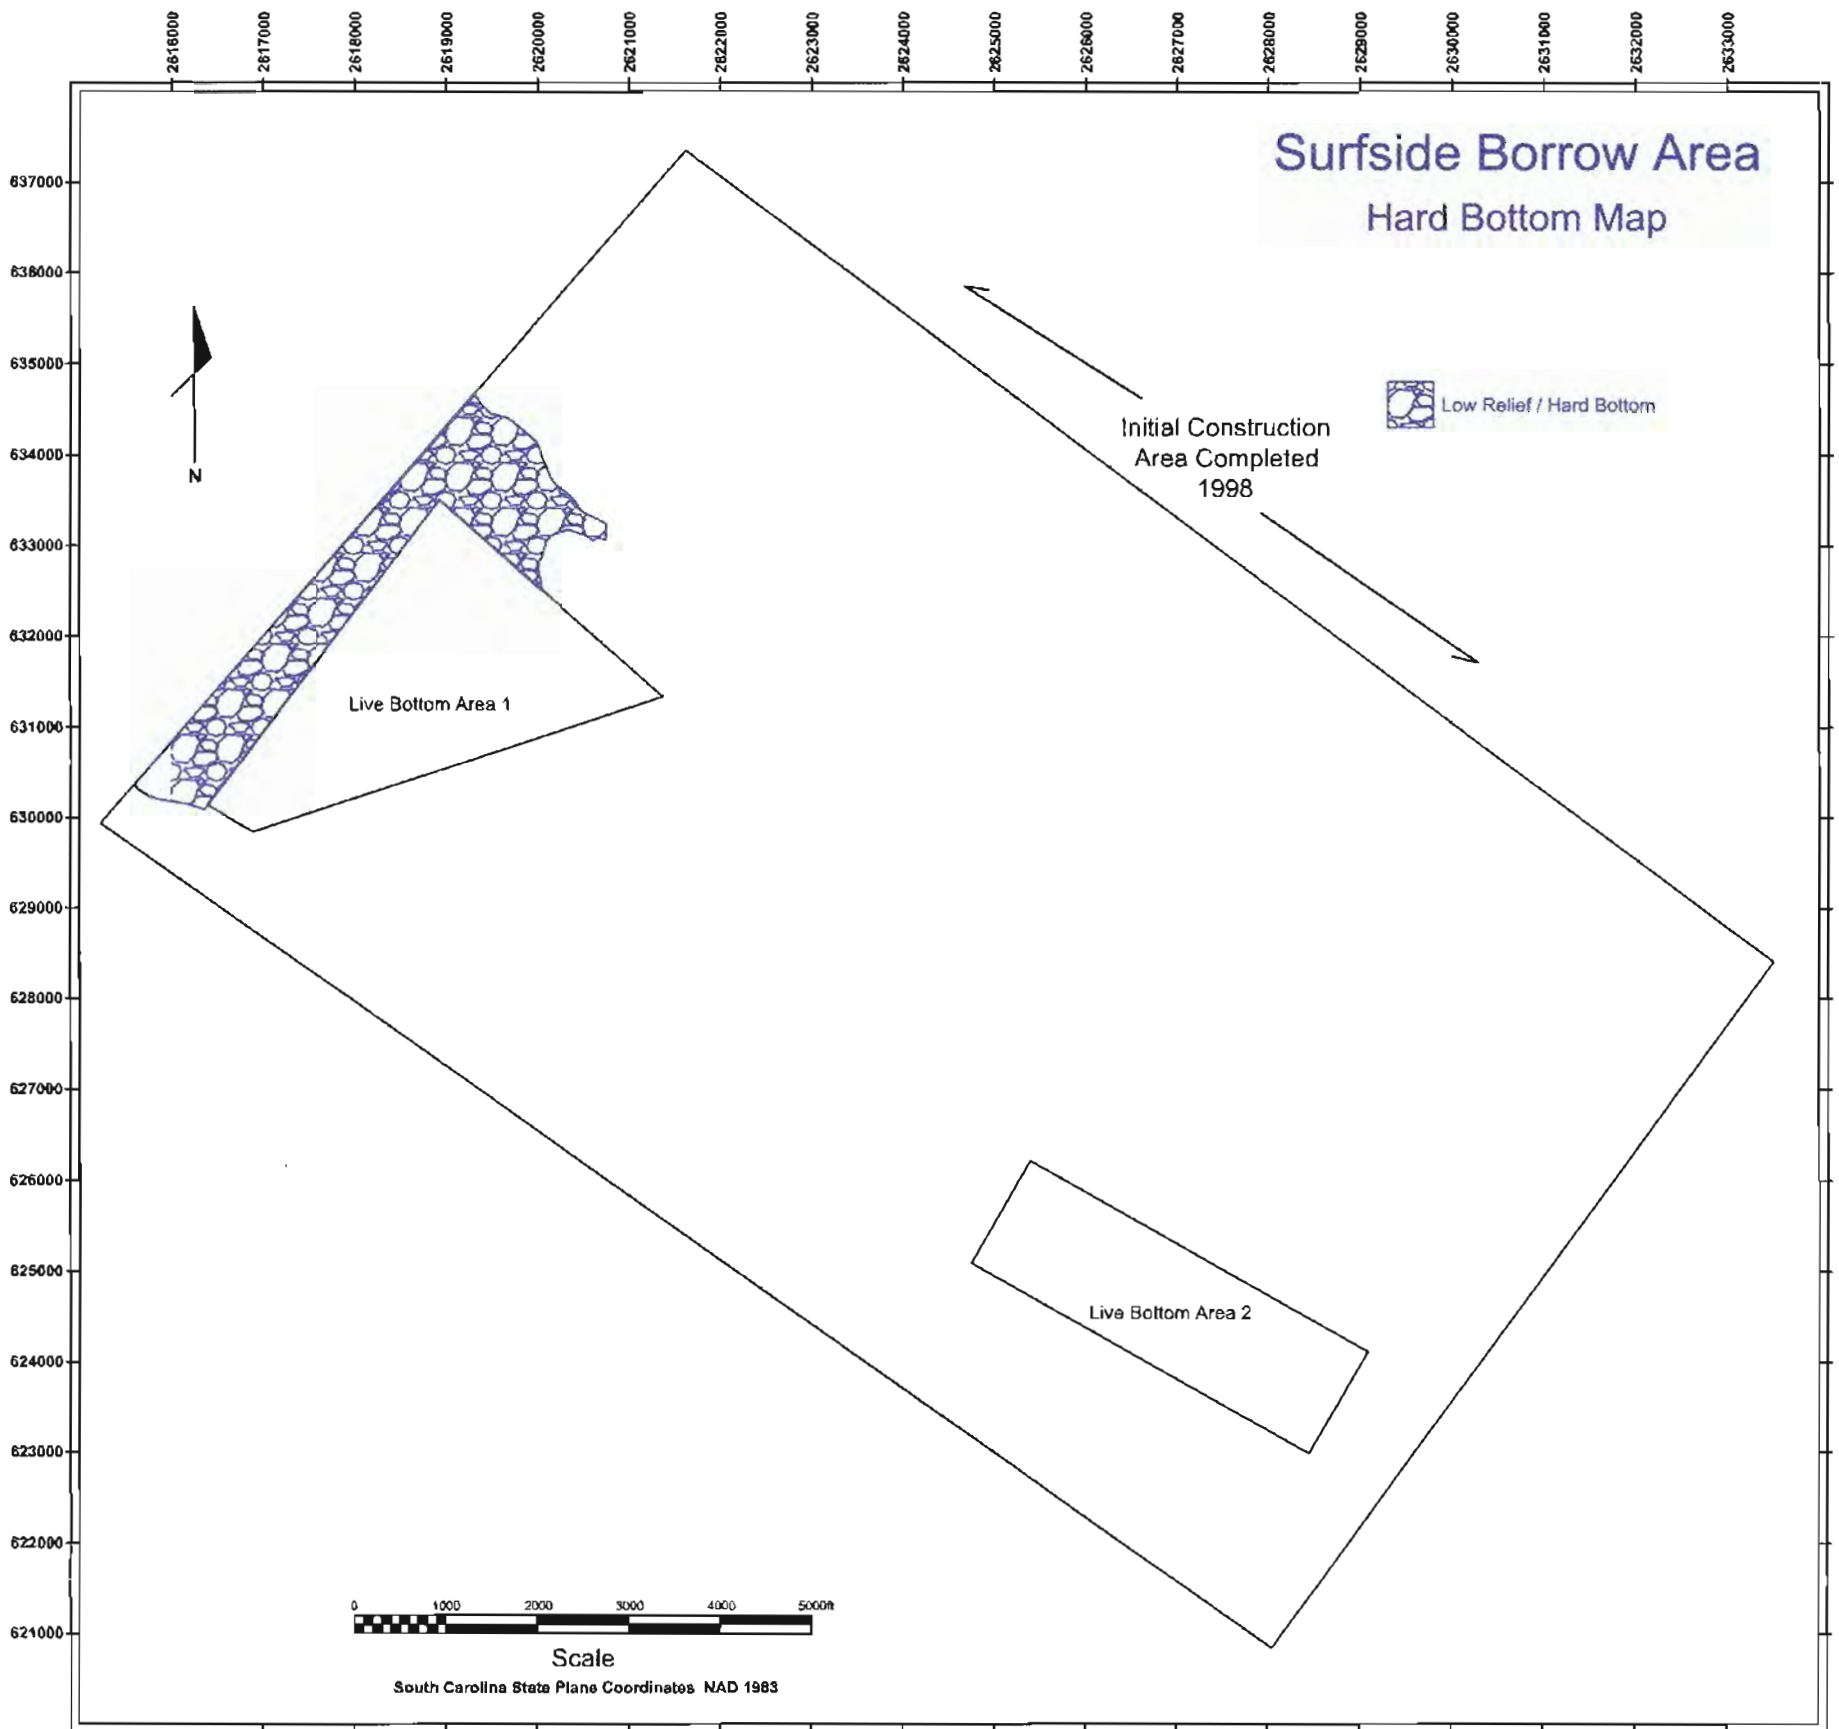 2616000 2617000 2618000 2619000 2620000 2621000 2622000 2623000 2624000 2625000 2626000 2627000 2628000 2629000 2630000 2631000 2632000 2633000
Surfside Borrow Area
Hard Bottom Map
637000
636000
635000
634000
633000
632000
631000
630000
629000
628000
627000
626000
625000
624000
623000
622000
621000
N
Low Relief / Hard Bottom
Initial Construction
Area Completed
1998
Live Bottom Area 1
Live Bottom Area 2
0 1000 2000 3000 4000 5000ft
Scale
South Carolina State Plane Coordinates NAD 1983